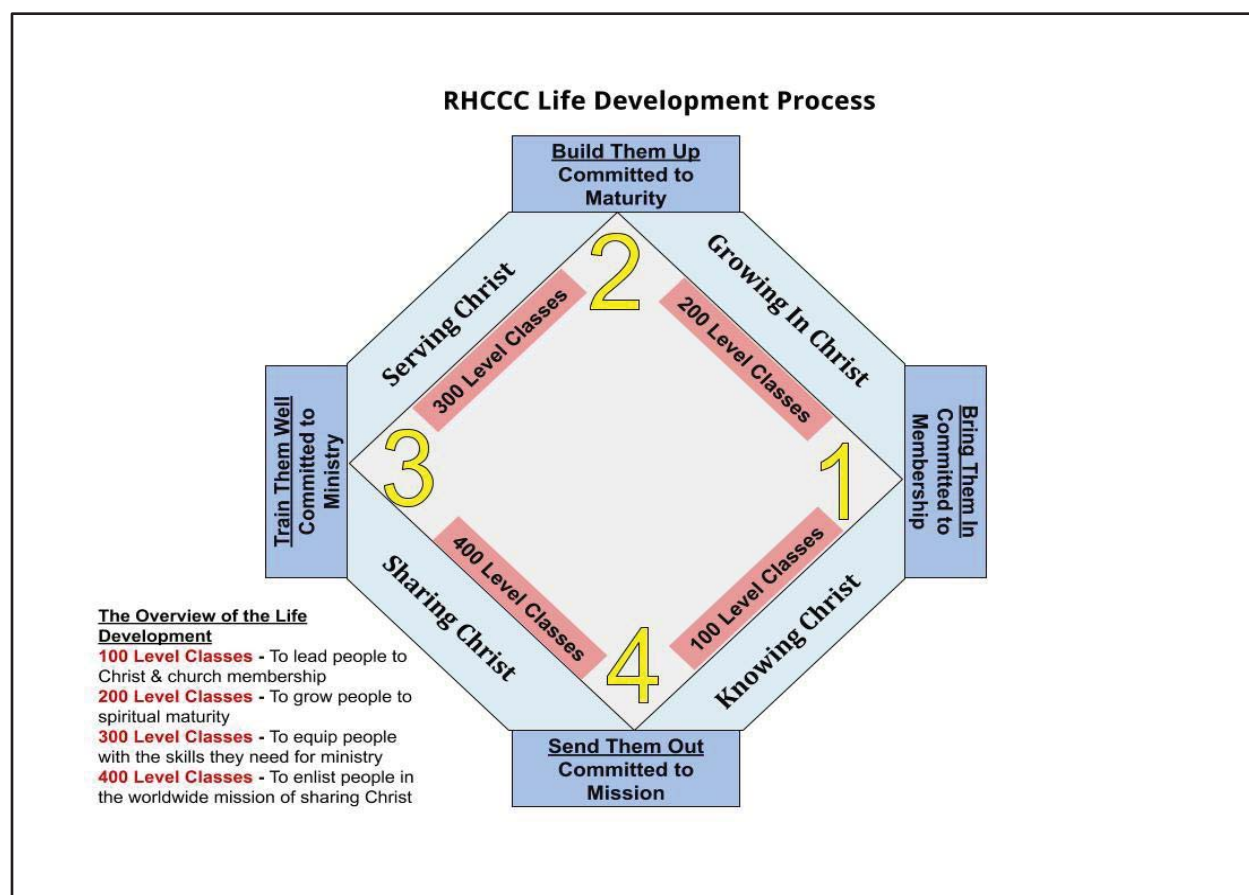 RHCCC Life Development Process
Build Them Up
Committed to
Maturity
Serving Christ
Growing In Christ
2
300 Level Classes
200 Level Classes
Train Them Well
Committed to
Ministry
3
1
Bring Them In
Committed to
Membership
400 Level Classes
100 Level Classes
Sharing Christ
Knowing Christ
4
Send Them Out
Committed to
Mission
The Overview of the Life
Development
100 Level Classes - To lead people to
Christ & church membership
200 Level Classes - To grow people to
spiritual maturity
300 Level Classes - To equip people
with the skills they need for ministry
400 Level Classes - To enlist people in
the worldwide mission of sharing Christ